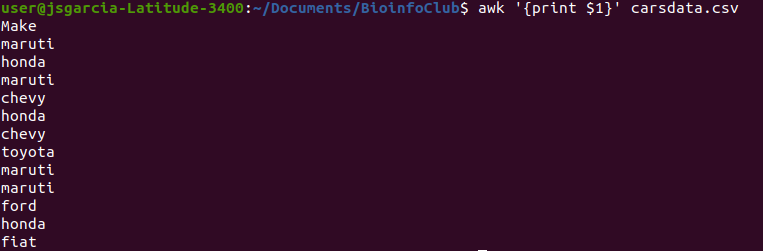 user@jsgarcia-Latitude-3400:~/Documents/BioinfoClub$ awk '{print $1}' carsdata.csv
Make
maruti
honda
maruti
chevy
honda
chevy
toyota
maruti
maruti
ford
honda
fiat